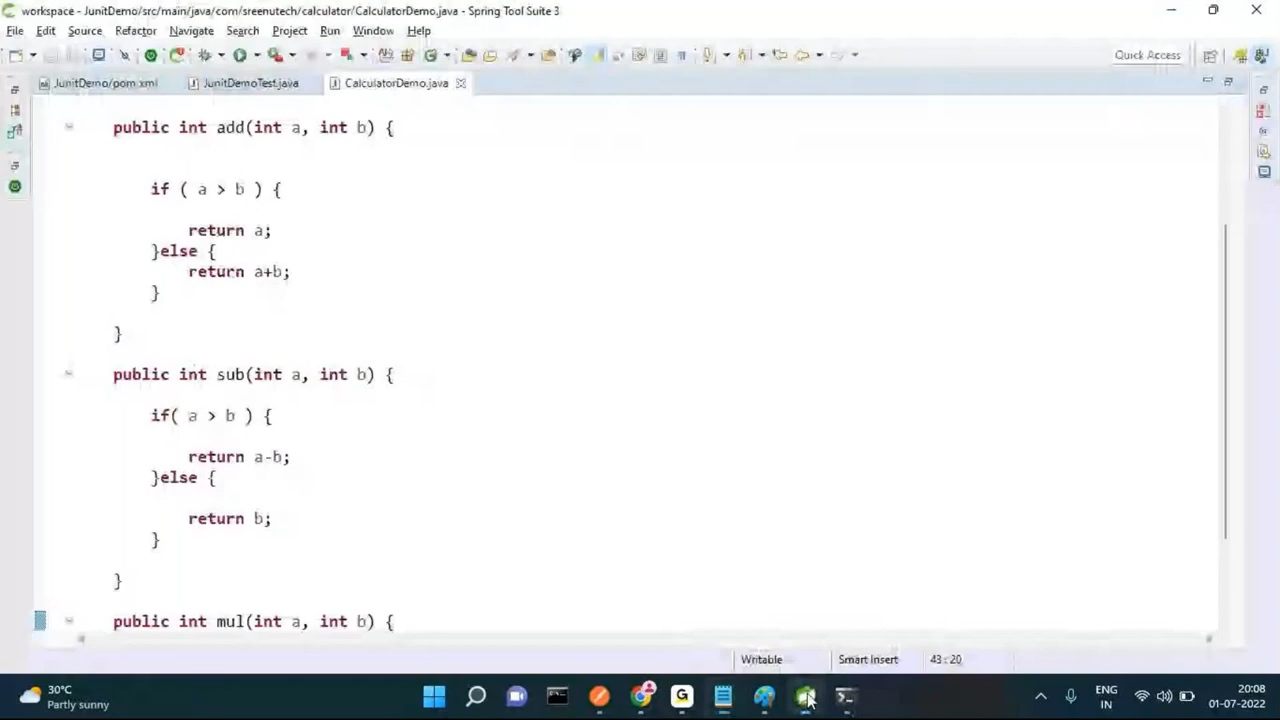 workspace - JunitDemo/src/main/java/com/sreenutech/calculator/CalculatorDemo.java - Spring Tool Suite 3
File Edit Source Refactor Navigate Search Project Run Window Help
Quick Access
JunitDemo/pom.xml JunitDemoTest.java CalculatorDemo.java
public int add(int a, int b) {
if ( a > b ) {
return a;
}else {
return a+b;
}
}
public int sub(int a, int b) {
if( a > b ) {
return a-b;
}else {
return b;
}
}
public int mul(int a, int b) {
Writable Smart Insert 43 : 20
30°C
Partly sunny
G
ENG
IN
20:08
01-07-2022